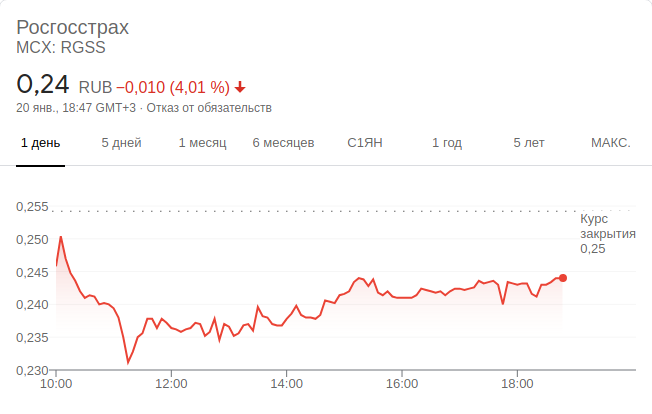 Росгосстрах
MCX: RGSS
0,24 RUB −0,010 (4,01 %)
20 янв., 18:47 GMT+3 · Отказ от обязательств
1 день 5 дней 1 месяц 6 месяцев С1ЯН 1 год 5 лет МАКС.
0,255
Курс
закрытия
0,25
0,250
0,245
0,240
0,235
0,230
10:00 12:00 14:00 16:00 18:00